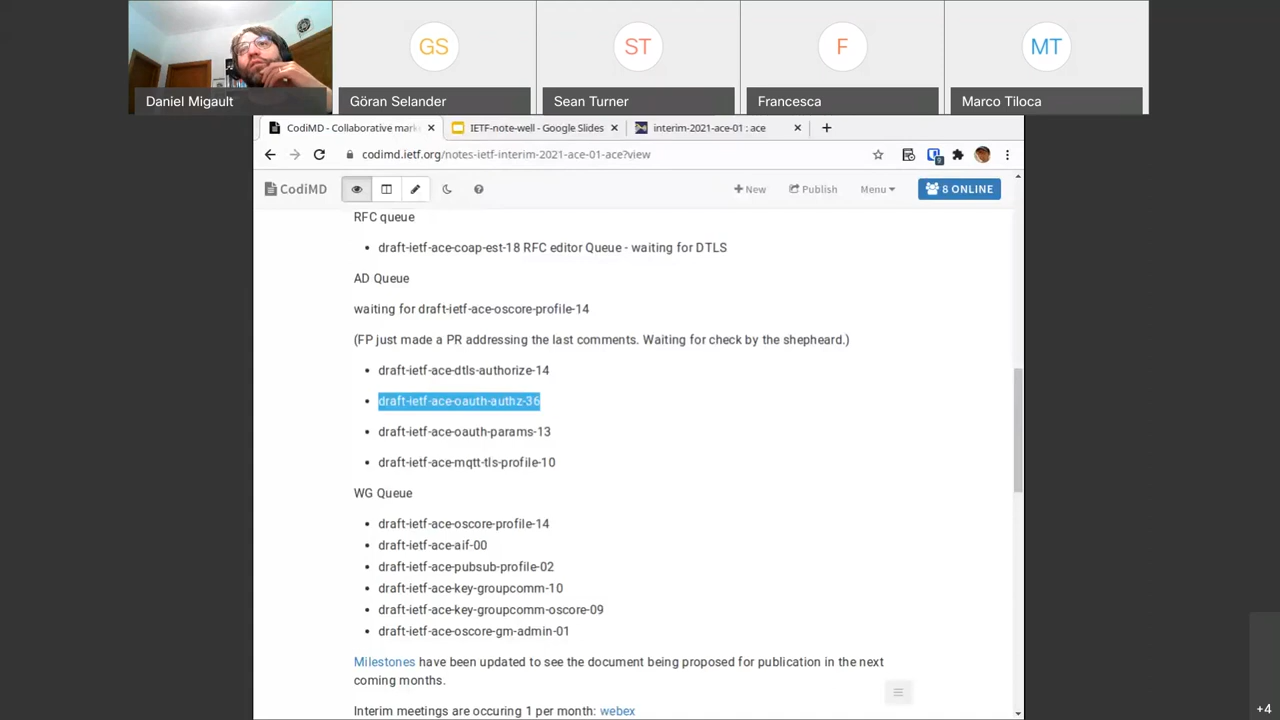 GS
ST
F
MT
Daniel Migault
Göran Selander
Sean Turner
Francesca
Marco Tiloca
CodiMD - Collaborative mark
IETF-note-well - Google Slides
interim-2021-ace-01 : ace
codimd.ietf.org/notes-ietf-interim-2021-ace-01-ace?view
CodiMD
New
Publish
Menu
8 ONLINE
RFC queue
draft-ietf-ace-coap-est-18 RFC editor Queue - waiting for DTLS
AD Queue
waiting for draft-ietf-ace-oscore-profile-14
(FP just made a PR addressing the last comments. Waiting for check by the shepheard.)
draft-ietf-ace-dtls-authorize-14
draft-ietf-ace-oauth-authz-36
draft-ietf-ace-oauth-params-13
draft-ietf-ace-mqtt-tls-profile-10
WG Queue
draft-ietf-ace-oscore-profile-14
draft-ietf-ace-aif-00
draft-ietf-ace-pubsub-profile-02
draft-ietf-ace-key-groupcomm-10
draft-ietf-ace-key-groupcomm-oscore-09
draft-ietf-ace-oscore-gm-admin-01
Milestones have been updated to see the document being proposed for publication in the next
coming months.
Interim meetings are occuring 1 per month: webex
+4